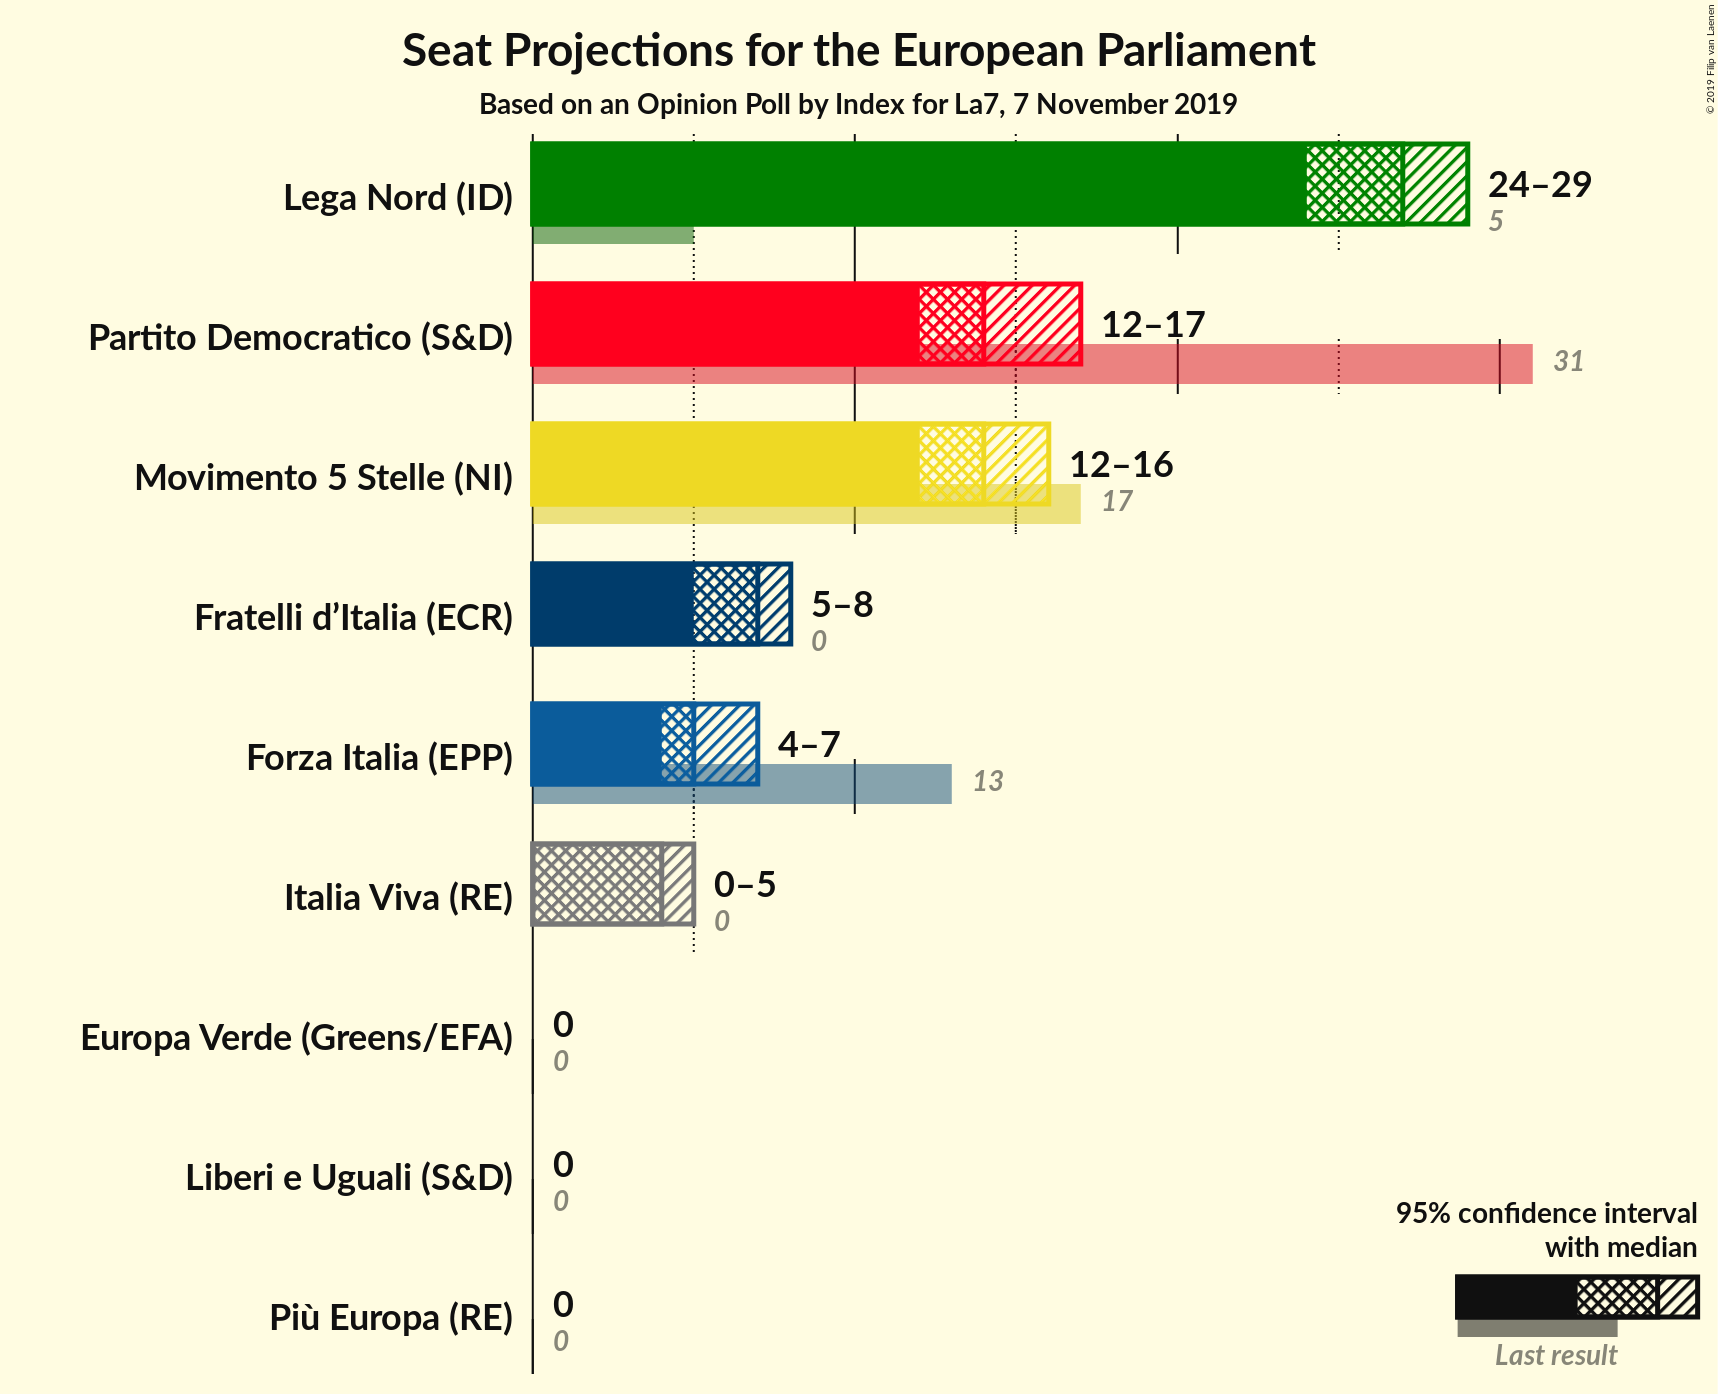 Seat Projections for the European Parliament
Based on an Opinion Poll by Index for La7, 7 November 2019
© 2019 Filip van Laenen
Lega Nord (ID)
24–29
5
Partito Democratico (S&D)
12–17
31
Movimento 5 Stelle (NI)
12–16
17
Fratelli d’Italia (ECR)
5–8
0
Forza Italia (EPP)
4–7
13
Italia Viva (RE)
0–5
0
Europa Verde (Greens/EFA)
0
0
Liberi e Uguali (S&D)
0
0
Più Europa (RE)
0
0
95% confidence interval
with median
Last result